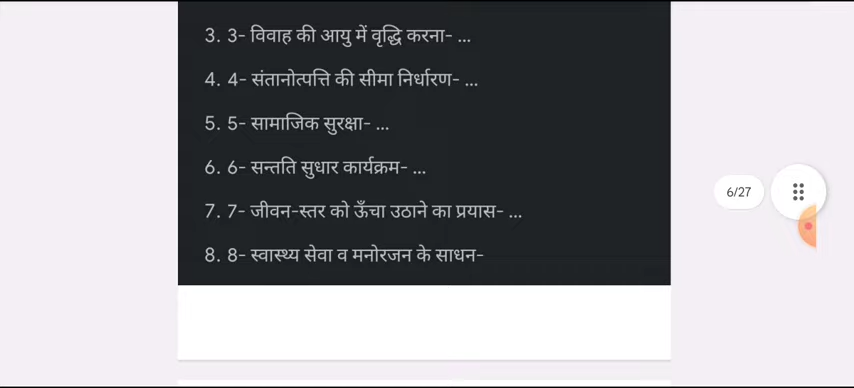 3. 3- विवाह की आयु में वृद्धि करना- ...
4. 4- संतानोत्पत्ति की सीमा निर्धारण- ...
5. 5- सामाजिक सुरक्षा- ...
6. 6- सन्तति सुधार कार्यक्रम- ...
7. 7- जीवन-स्तर को ऊँचा उठाने का प्रयास- ...
8. 8- स्वास्थ्य सेवा व मनोरजन के साधन-
6/27